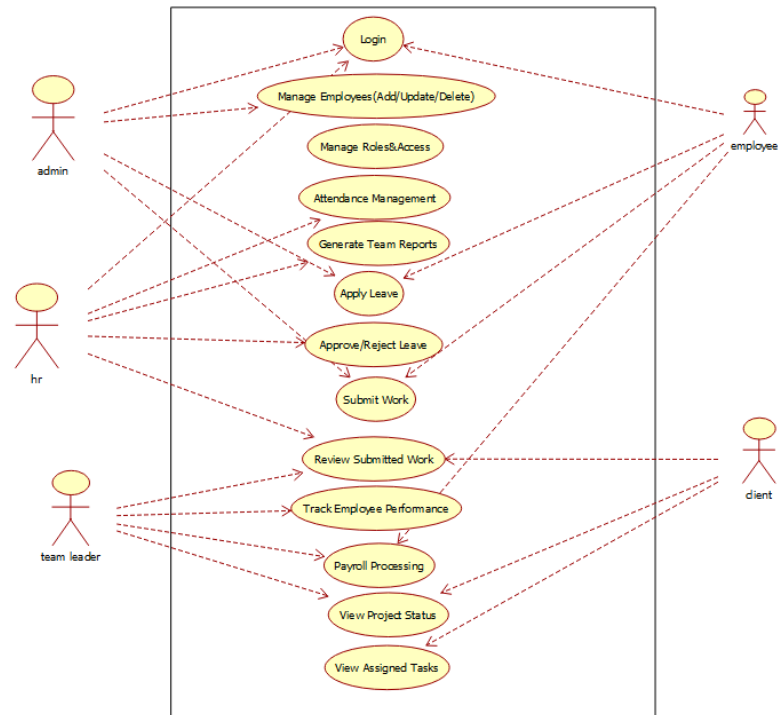 Login
Manage Employees(Add/Update/Delete)
admin
employee
Manage Roles&Access
Attendance Management
Generate Team Reports
Apply Leave
hr
Approve/Reject Leave
Submit Work
Review Submitted Work
client
Track Employee Performance
team leader
Payroll Processing
View Project Status
View Assigned Tasks